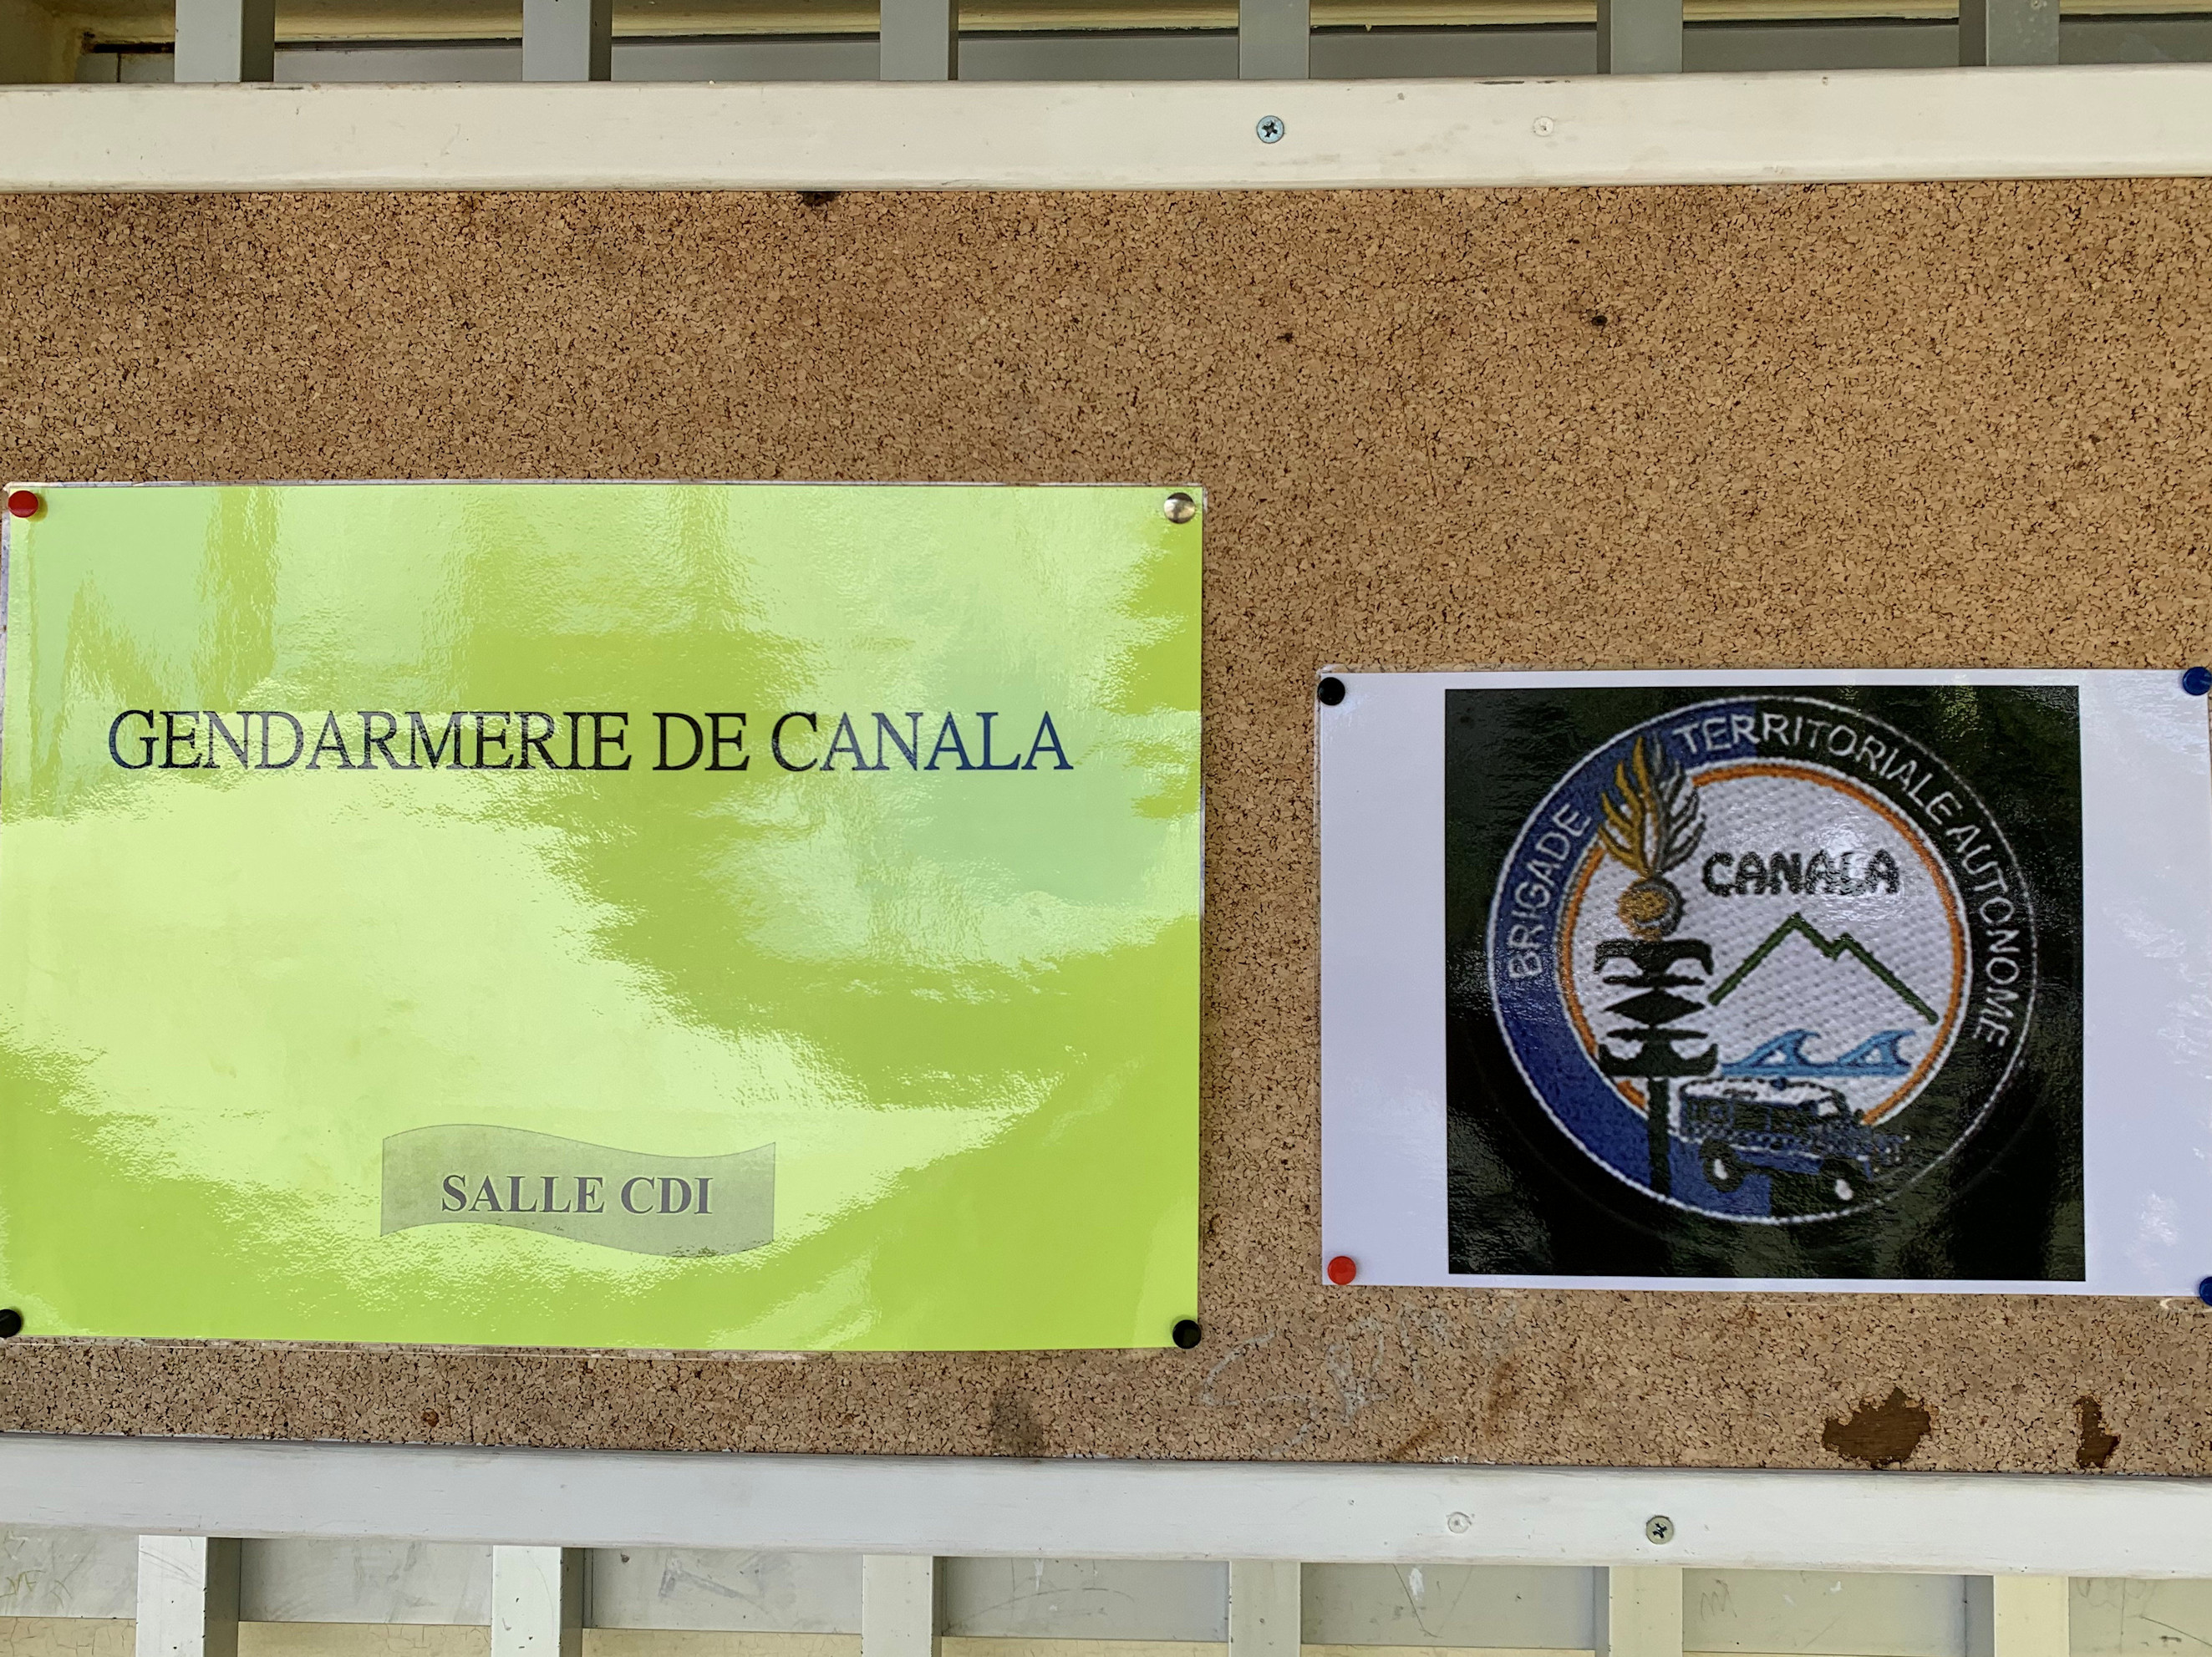 GENDARMERIE DE CANALA
SALLE CDI
BRIGADE TERRITORIALE AUTONOME
CANALA